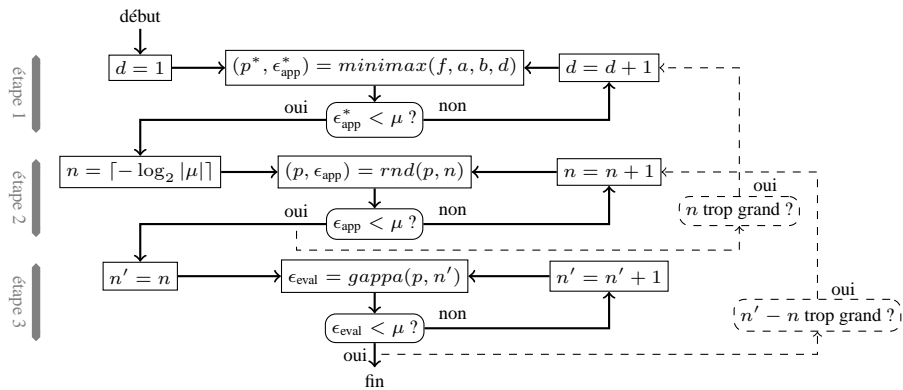 début
étape 1
d = 1
(p*, ϵ*app) = minimax(f, a, b, d)
d = d + 1
oui
ϵ*app < μ ?
non
étape 2
n = ⌈− log2 |μ|⌉
(p, ϵapp) = rnd(p, n)
n = n + 1
oui
n trop grand ?
oui
ϵapp < μ ?
non
étape 3
n′ = n
ϵeval = gappa(p, n′)
n′ = n′ + 1
oui
n′ − n trop grand ?
ϵeval < μ ?
non
oui
fin